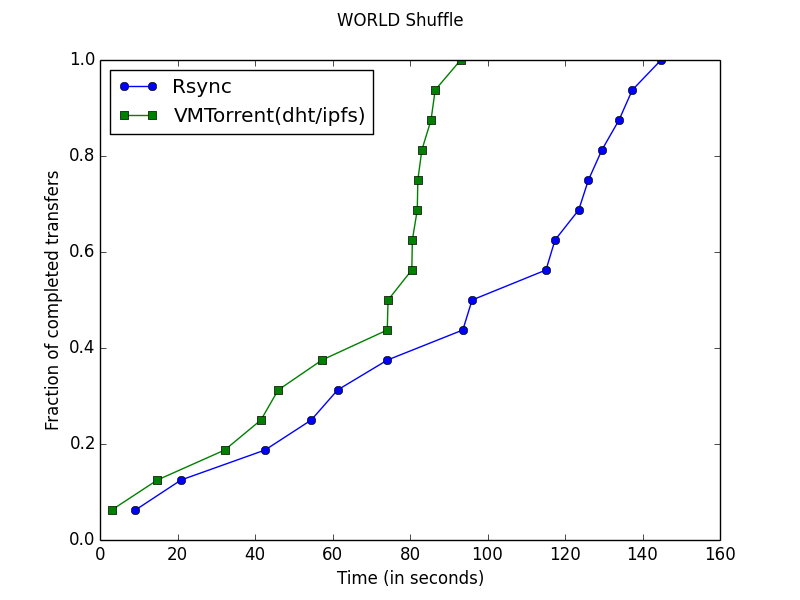 WORLD Shuffle
Rsync
VMTorrent(dht/ipfs)
Fraction of completed transfers
1.0
0.8
0.6
0.4
0.2
0.0
0 20 40 60 80 100 120 140 160
Time (in seconds)